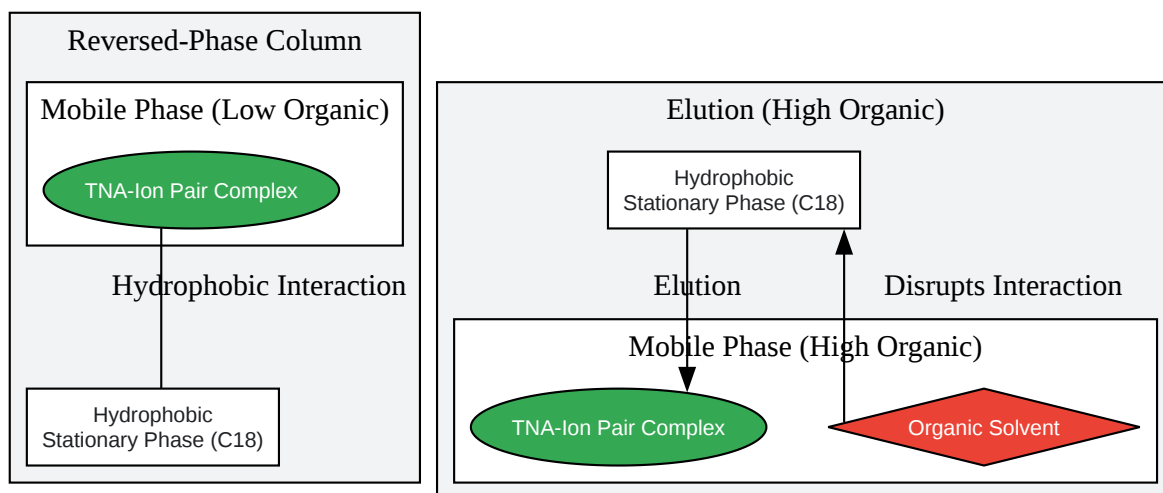 Reversed-Phase Column
Mobile Phase (Low Organic)
TNA-Ion Pair Complex
Hydrophobic Interaction
Hydrophobic
Stationary Phase (C18)
Elution (High Organic)
Hydrophobic
Stationary Phase (C18)
Elution
Disrupts Interaction
Mobile Phase (High Organic)
TNA-Ion Pair Complex
Organic Solvent